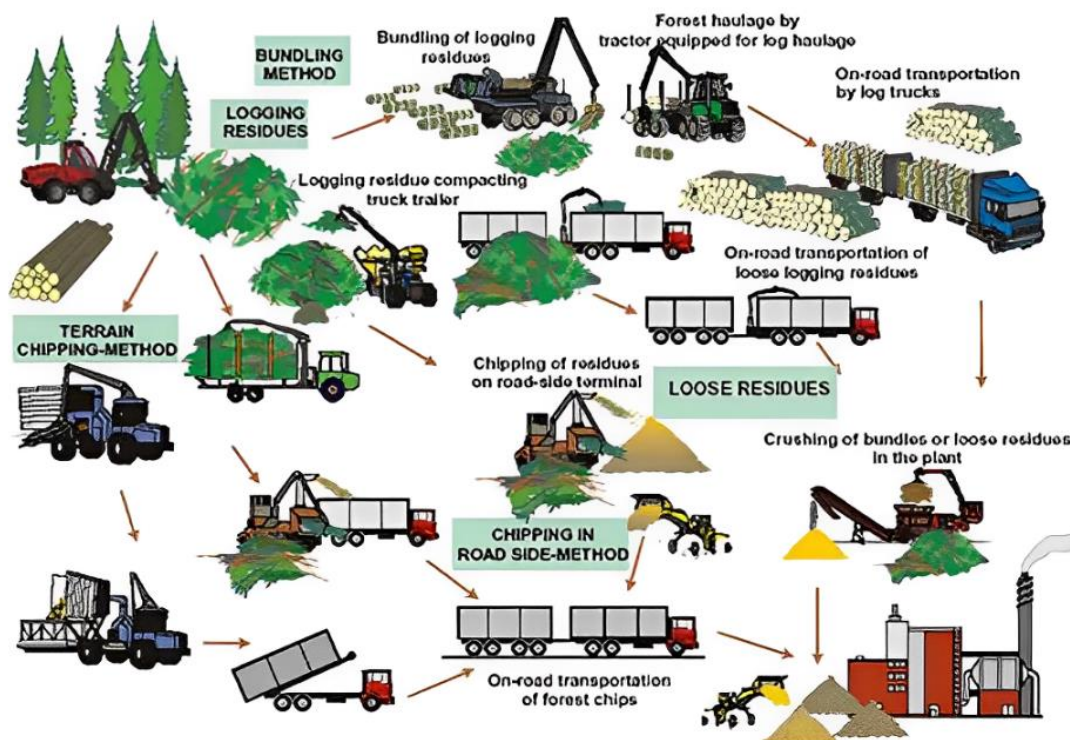 BUNDLING
METHOD
Bundling of logging
residues
Forest haulage by
tractor equipped for log haulage
On-road transportation
by log trucks
LOGGING
RESIDUES
Logging residue compacting
truck trailer
On-road transportation of
loose logging residues
TERRAIN
CHIPPING-METHOD
Chipping of residues
on road-side terminal
LOOSE RESIDUES
Crushing of bundles or loose residues
in the plant
CHIPPING IN
ROAD SIDE-METHOD
On-road transportation
of forest chips